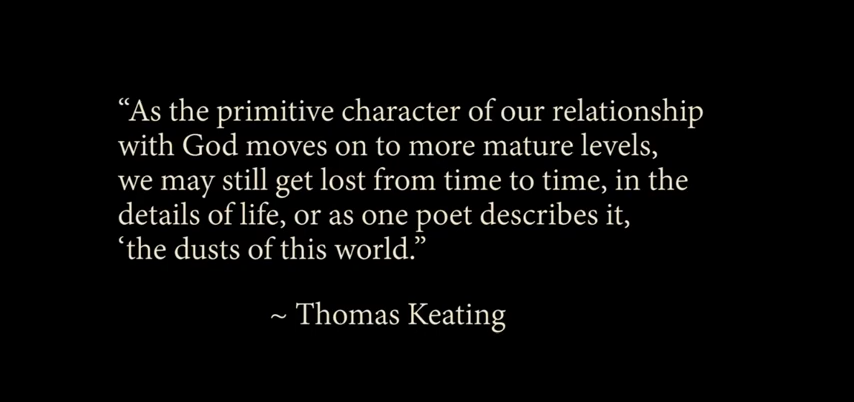 “As the primitive character of our relationship
with God moves on to more mature levels,
we may still get lost from time to time, in the
details of life, or as one poet describes it,
‘the dusts of this world.”
~ Thomas Keating